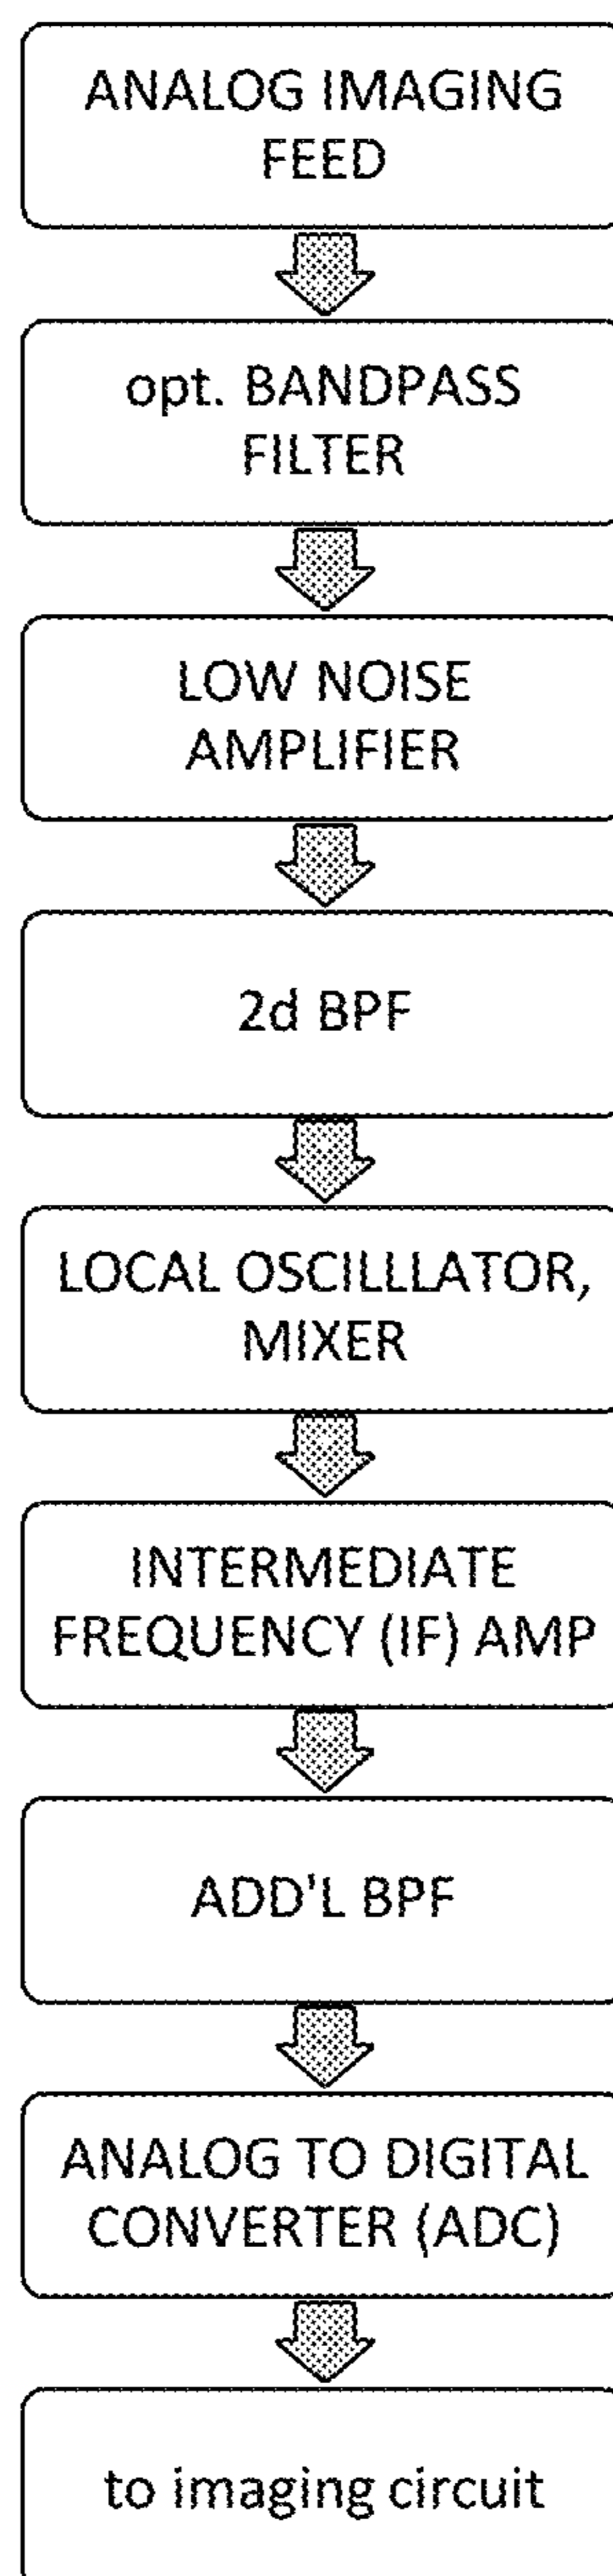 ANALOG IMAGING
FEED
opt. BANDPASS
FILTER
LOW NOISE
AMPLIFIER
2d BPF
LOCAL OSCILLLATOR,
MIXER
INTERMEDIATE
FREQUENCY (IF) AMP
ADD'L BPF
ANALOG TO DIGITAL
CONVERTER (ADC)
to imaging circuit